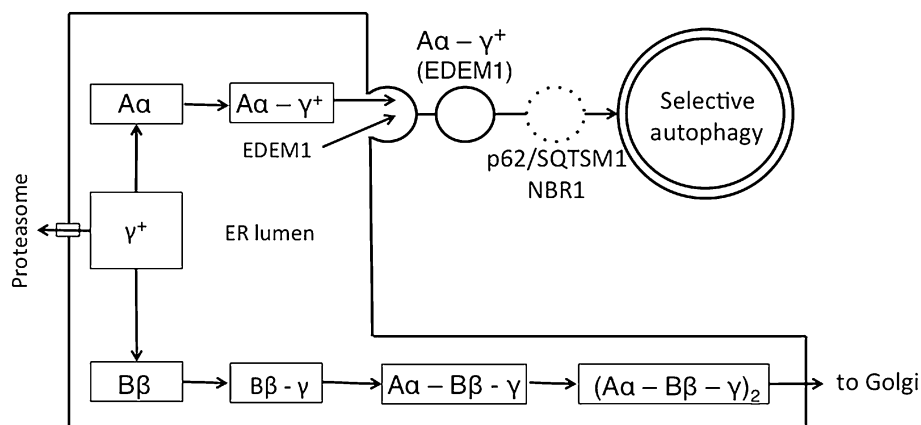 Aα – γ⁺
(EDEM1)
Aα
Aα – γ⁺
Selective
autophagy
EDEM1
p62/SQTSM1
NBR1
Proteasome
γ⁺
ER lumen
Bβ
Bβ - γ
Aα – Bβ - γ
(Aα – Bβ – γ)₂
to Golgi